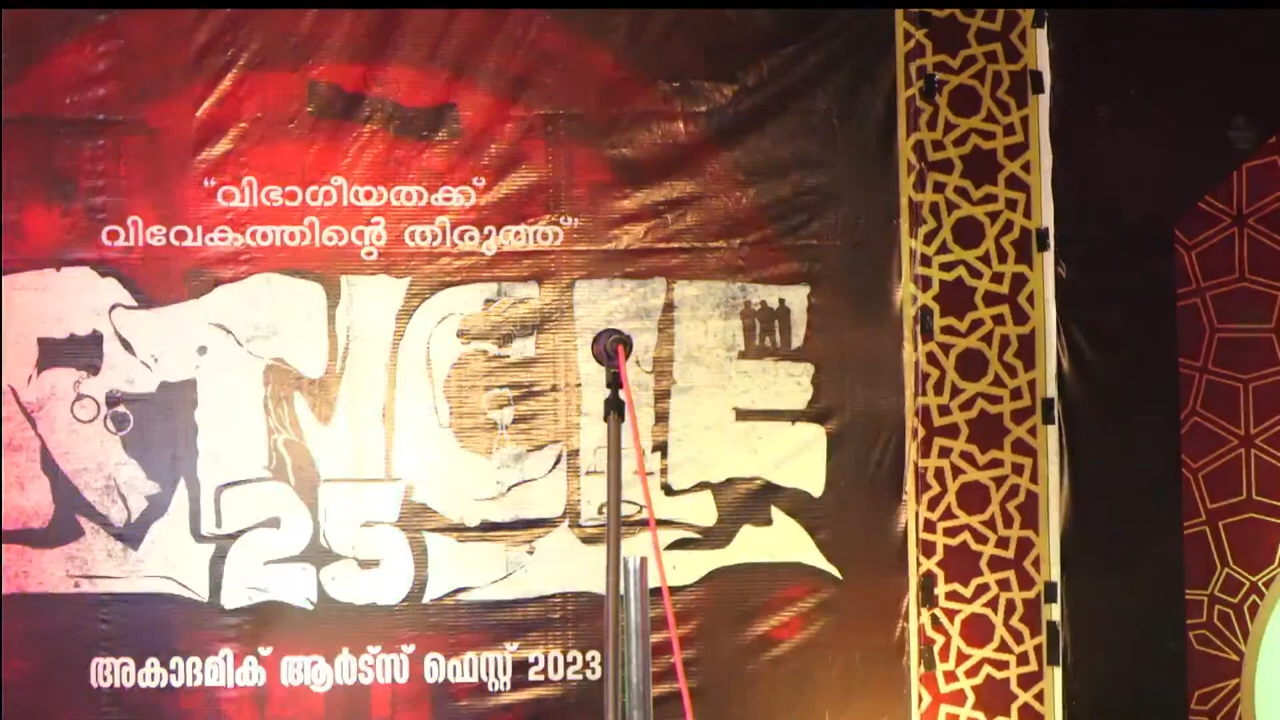 “വിഭാഗീയതക്ക്
വിവേകത്തിന്റെ തിരുത്ത്”
25
അകാദമിക് ആർട്സ് ഫെസ്റ്റ് 2023